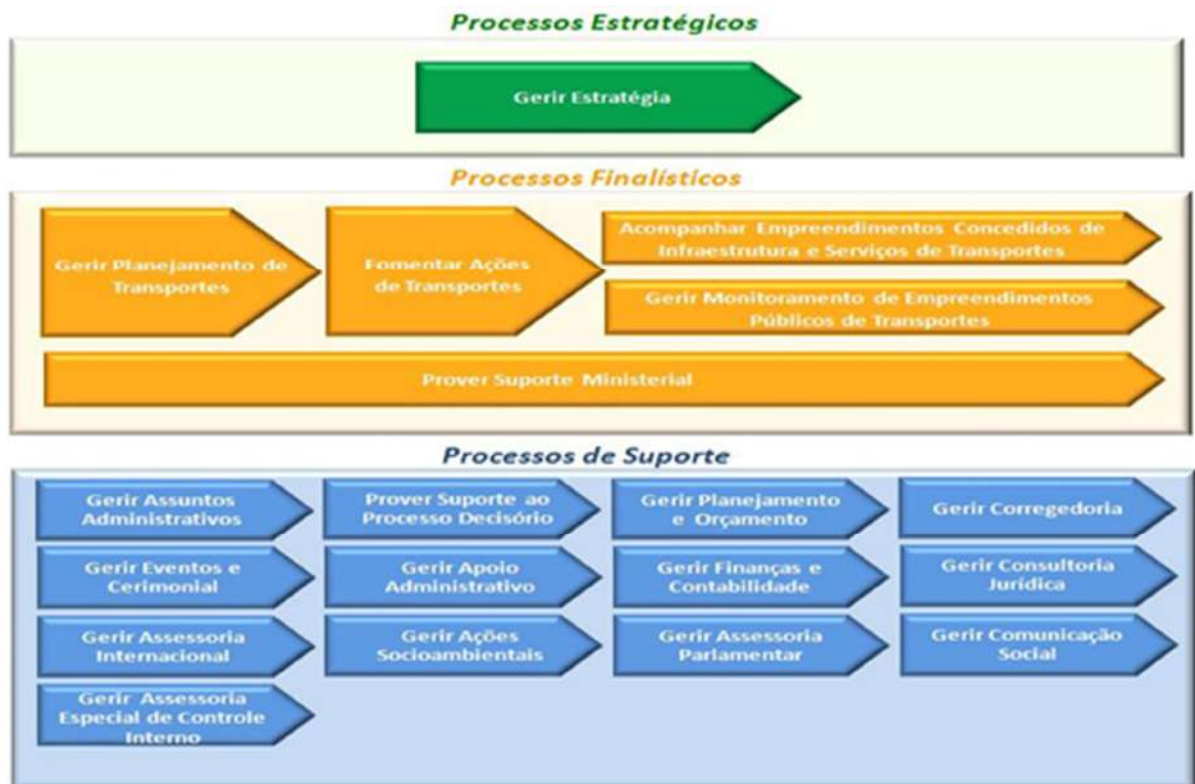 Processos Estratégicos
Gerir Estratégia
Processos Finalísticos
Gerir Planejamento de
Transportes
Fomentar Ações
de Transportes
Acompanhar Empreendimentos Concedidos de
Infraestrutura e Serviços de Transportes
Gerir Monitoramento de Empreendimentos
Públicos de Transportes
Prover Suporte Ministerial
Processos de Suporte
Gerir Assuntos
Administrativos
Prover Suporte ao
Processo Decisório
Gerir Planejamento
e Orçamento
Gerir Corregedoria
Gerir Eventos e
Cerimonial
Gerir Apoio
Administrativo
Gerir Finanças e
Contabilidade
Gerir Consultoria
Jurídica
Gerir Assessoria
Internacional
Gerir Ações
Socioambientais
Gerir Assessoria
Parlamentar
Gerir Comunicação
Social
Gerir Assessoria
Especial de Controle
Interno